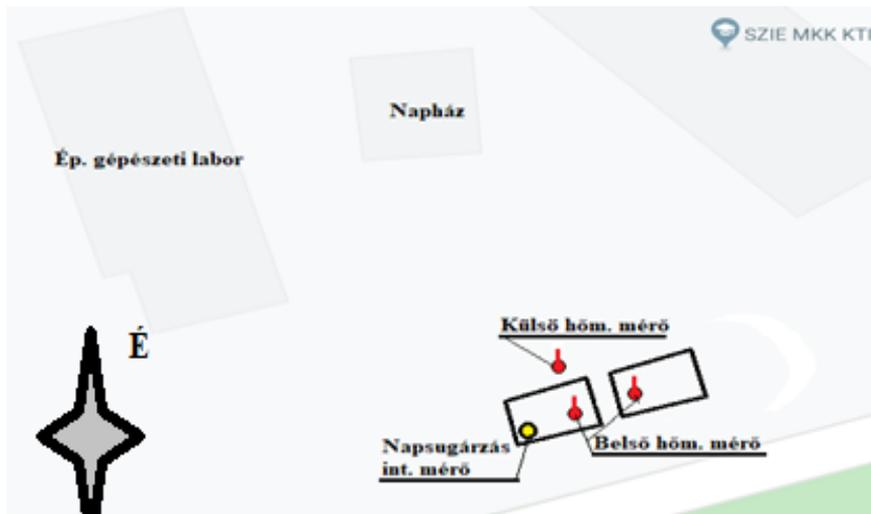 SZIE MKK KTI
Napház
Ép. gépészeti labor
Külső hőm. mérő
É
Napsugárzás
int. mérő
Belső hőm. mérő